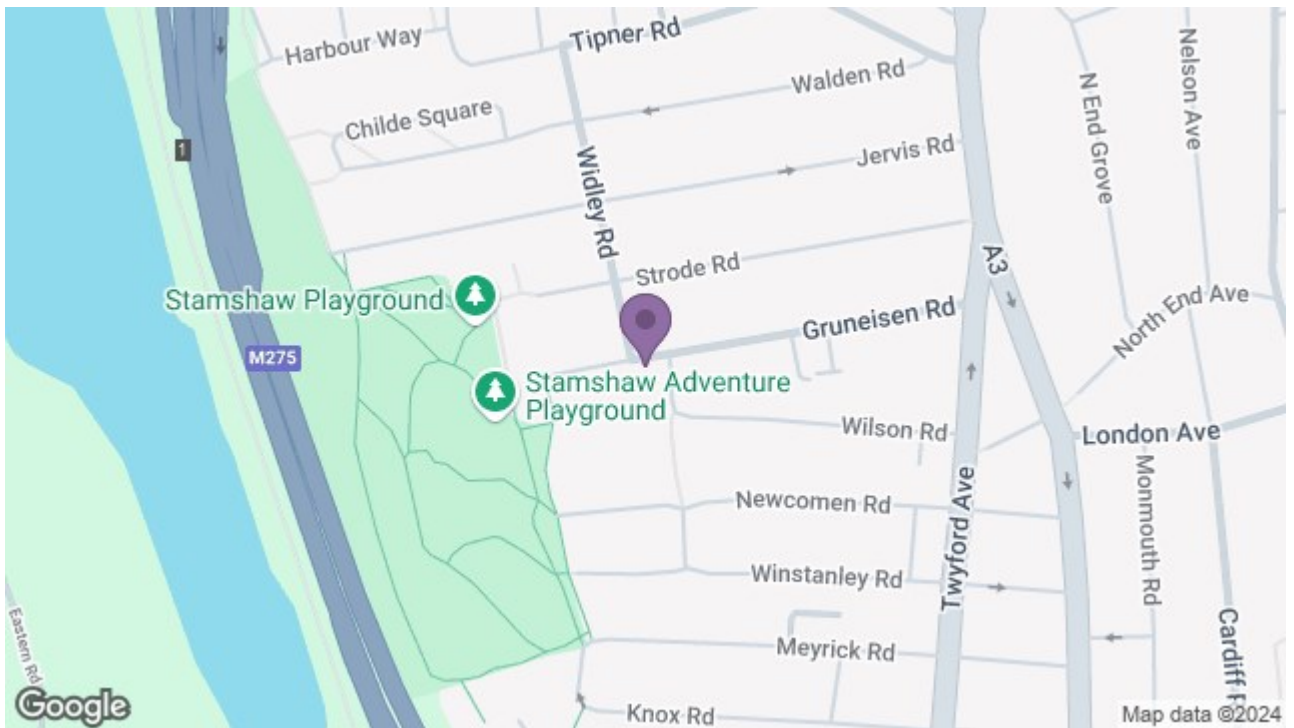 Harbour Way
Tipner Rd
Nelson Ave
Walden Rd
N End Grove
Childe Square
1
Jervis Rd
Widley Rd
Strode Rd
A3
Stamshaw Playground
North End Ave
Gruneisen Rd
M275
Stamshaw Adventure
Playground
Wilson Rd
London Ave
Newcomen Rd
Monmouth Rd
Twyford Ave
Winstanley Rd
Eastern Rd
Meyrick Rd
Cardiff R
Knox Rd
Google
Map data ©2024